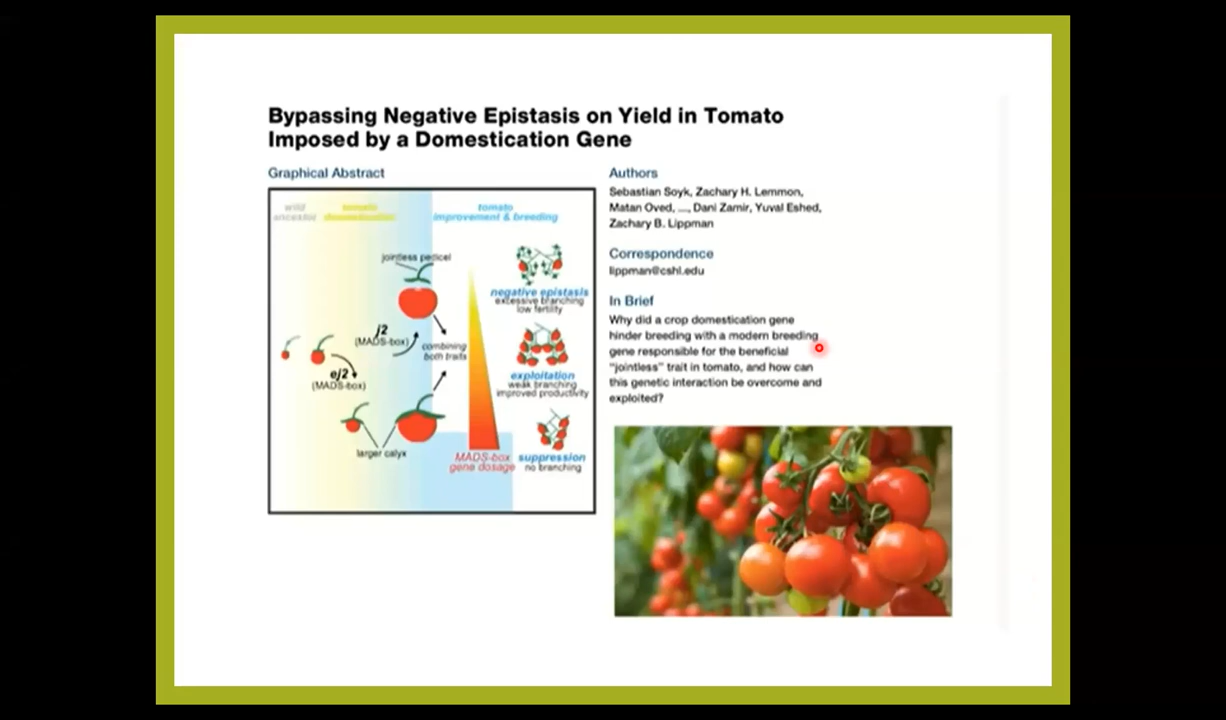 Bypassing Negative Epistasis on Yield in Tomato
Imposed by a Domestication Gene
Graphical Abstract
wild
ancestor
tomato
domestication
tomato
improvement & breeding
jointless pedicel
j2
(MADS-box)
ej2
(MADS-box)
combining
both traits
larger calyx
negative epistasis
excessive branching
low fertility
exploitation
weak branching
improved productivity
MADS-box
gene dosage
suppression
no branching
Authors
Sebastian Soyk, Zachary H. Lemmon,
Matan Oved, ..., Dani Zamir, Yuval Eshed,
Zachary B. Lippman
Correspondence
lippman@cshl.edu
In Brief
Why did a crop domestication gene
hinder breeding with a modern breeding
gene responsible for the beneficial
"jointless" trait in tomato, and how can
this genetic interaction be overcome and
exploited?